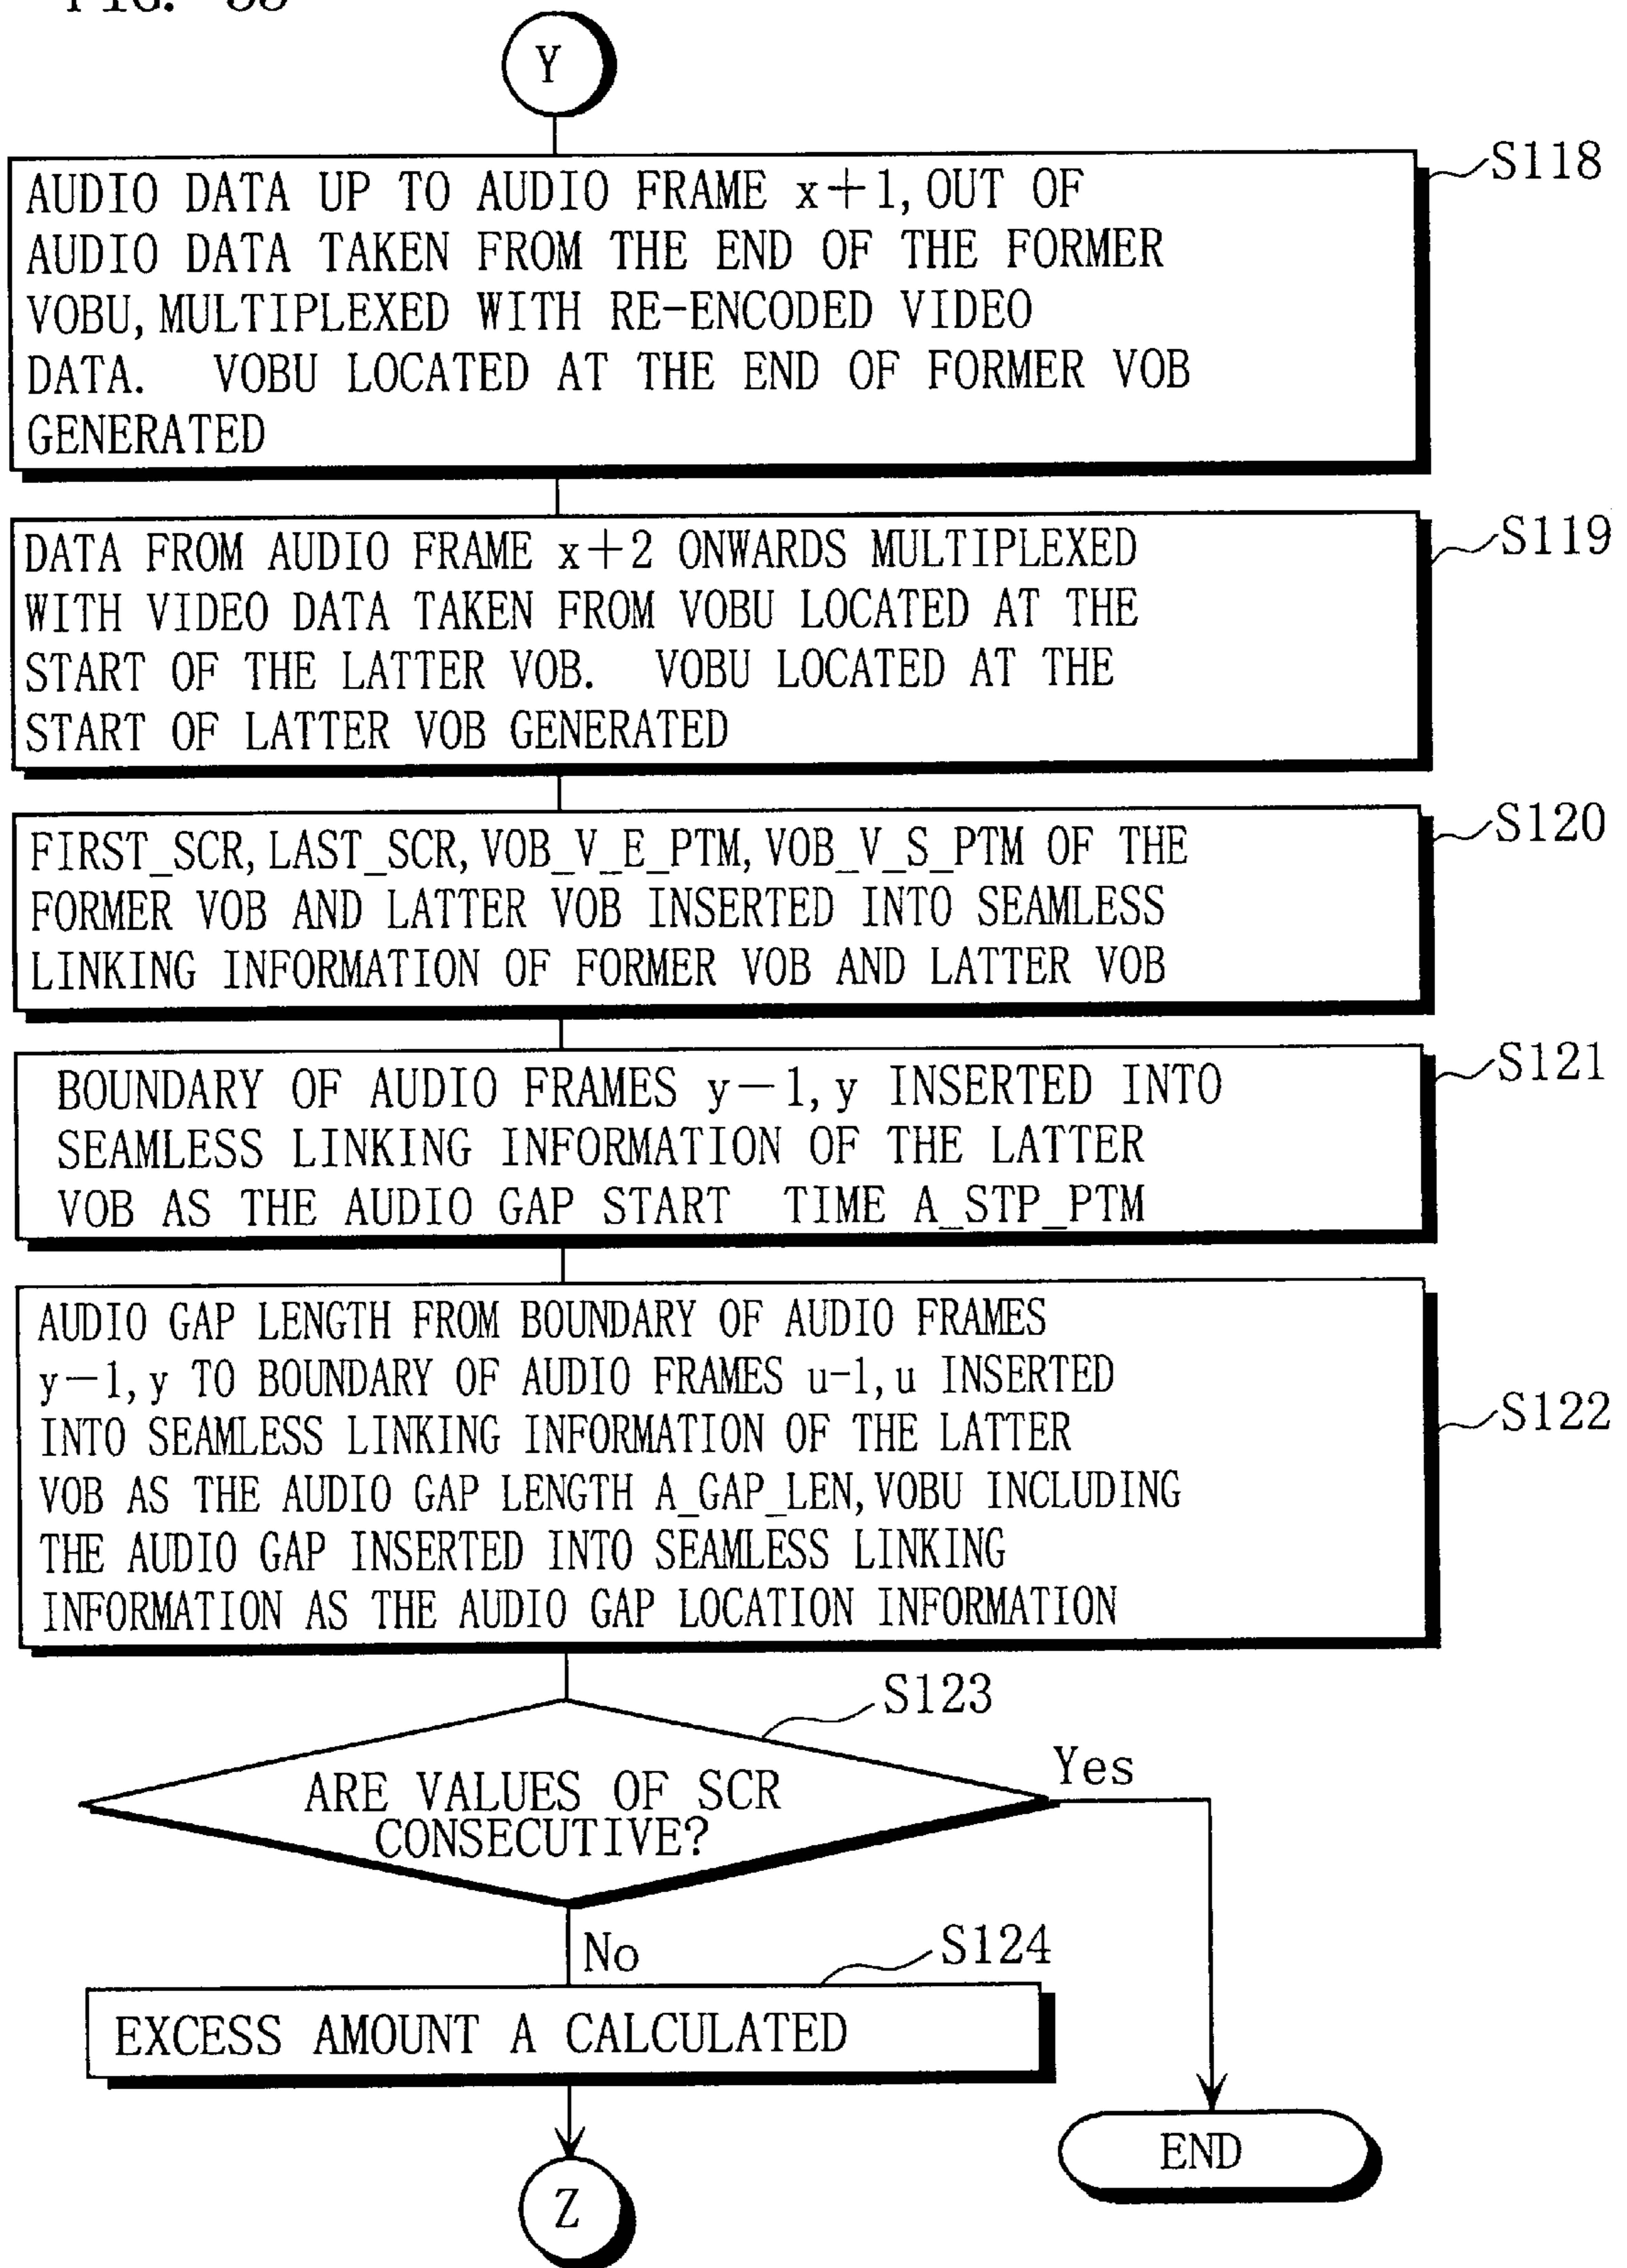 Y
S118
AUDIO DATA UP TO AUDIO FRAME x+1, OUT OF
AUDIO DATA TAKEN FROM THE END OF THE FORMER
VOBU, MULTIPLEXED WITH RE-ENCODED VIDEO
DATA. VOBU LOCATED AT THE END OF FORMER VOB
GENERATED
S119
DATA FROM AUDIO FRAME x+2 ONWARDS MULTIPLEXED
WITH VIDEO DATA TAKEN FROM VOBU LOCATED AT THE
START OF THE LATTER VOB. VOBU LOCATED AT THE
START OF LATTER VOB GENERATED
S120
FIRST_SCR, LAST_SCR, VOB_V_E_PTM, VOB_V_S_PTM OF THE
FORMER VOB AND LATTER VOB INSERTED INTO SEAMLESS
LINKING INFORMATION OF FORMER VOB AND LATTER VOB
S121
BOUNDARY OF AUDIO FRAMES y-1, y INSERTED INTO
SEAMLESS LINKING INFORMATION OF THE LATTER
VOB AS THE AUDIO GAP START TIME A_STP_PTM
AUDIO GAP LENGTH FROM BOUNDARY OF AUDIO FRAMES
y-1, y TO BOUNDARY OF AUDIO FRAMES u-1, u INSERTED
S122
INTO SEAMLESS LINKING INFORMATION OF THE LATTER
VOB AS THE AUDIO GAP LENGTH A_GAP_LEN, VOBU INCLUDING
THE AUDIO GAP INSERTED INTO SEAMLESS LINKING
INFORMATION AS THE AUDIO GAP LOCATION INFORMATION
S123
ARE VALUES OF SCR
CONSECUTIVE?
Yes
No
S124
EXCESS AMOUNT A CALCULATED
END
Z